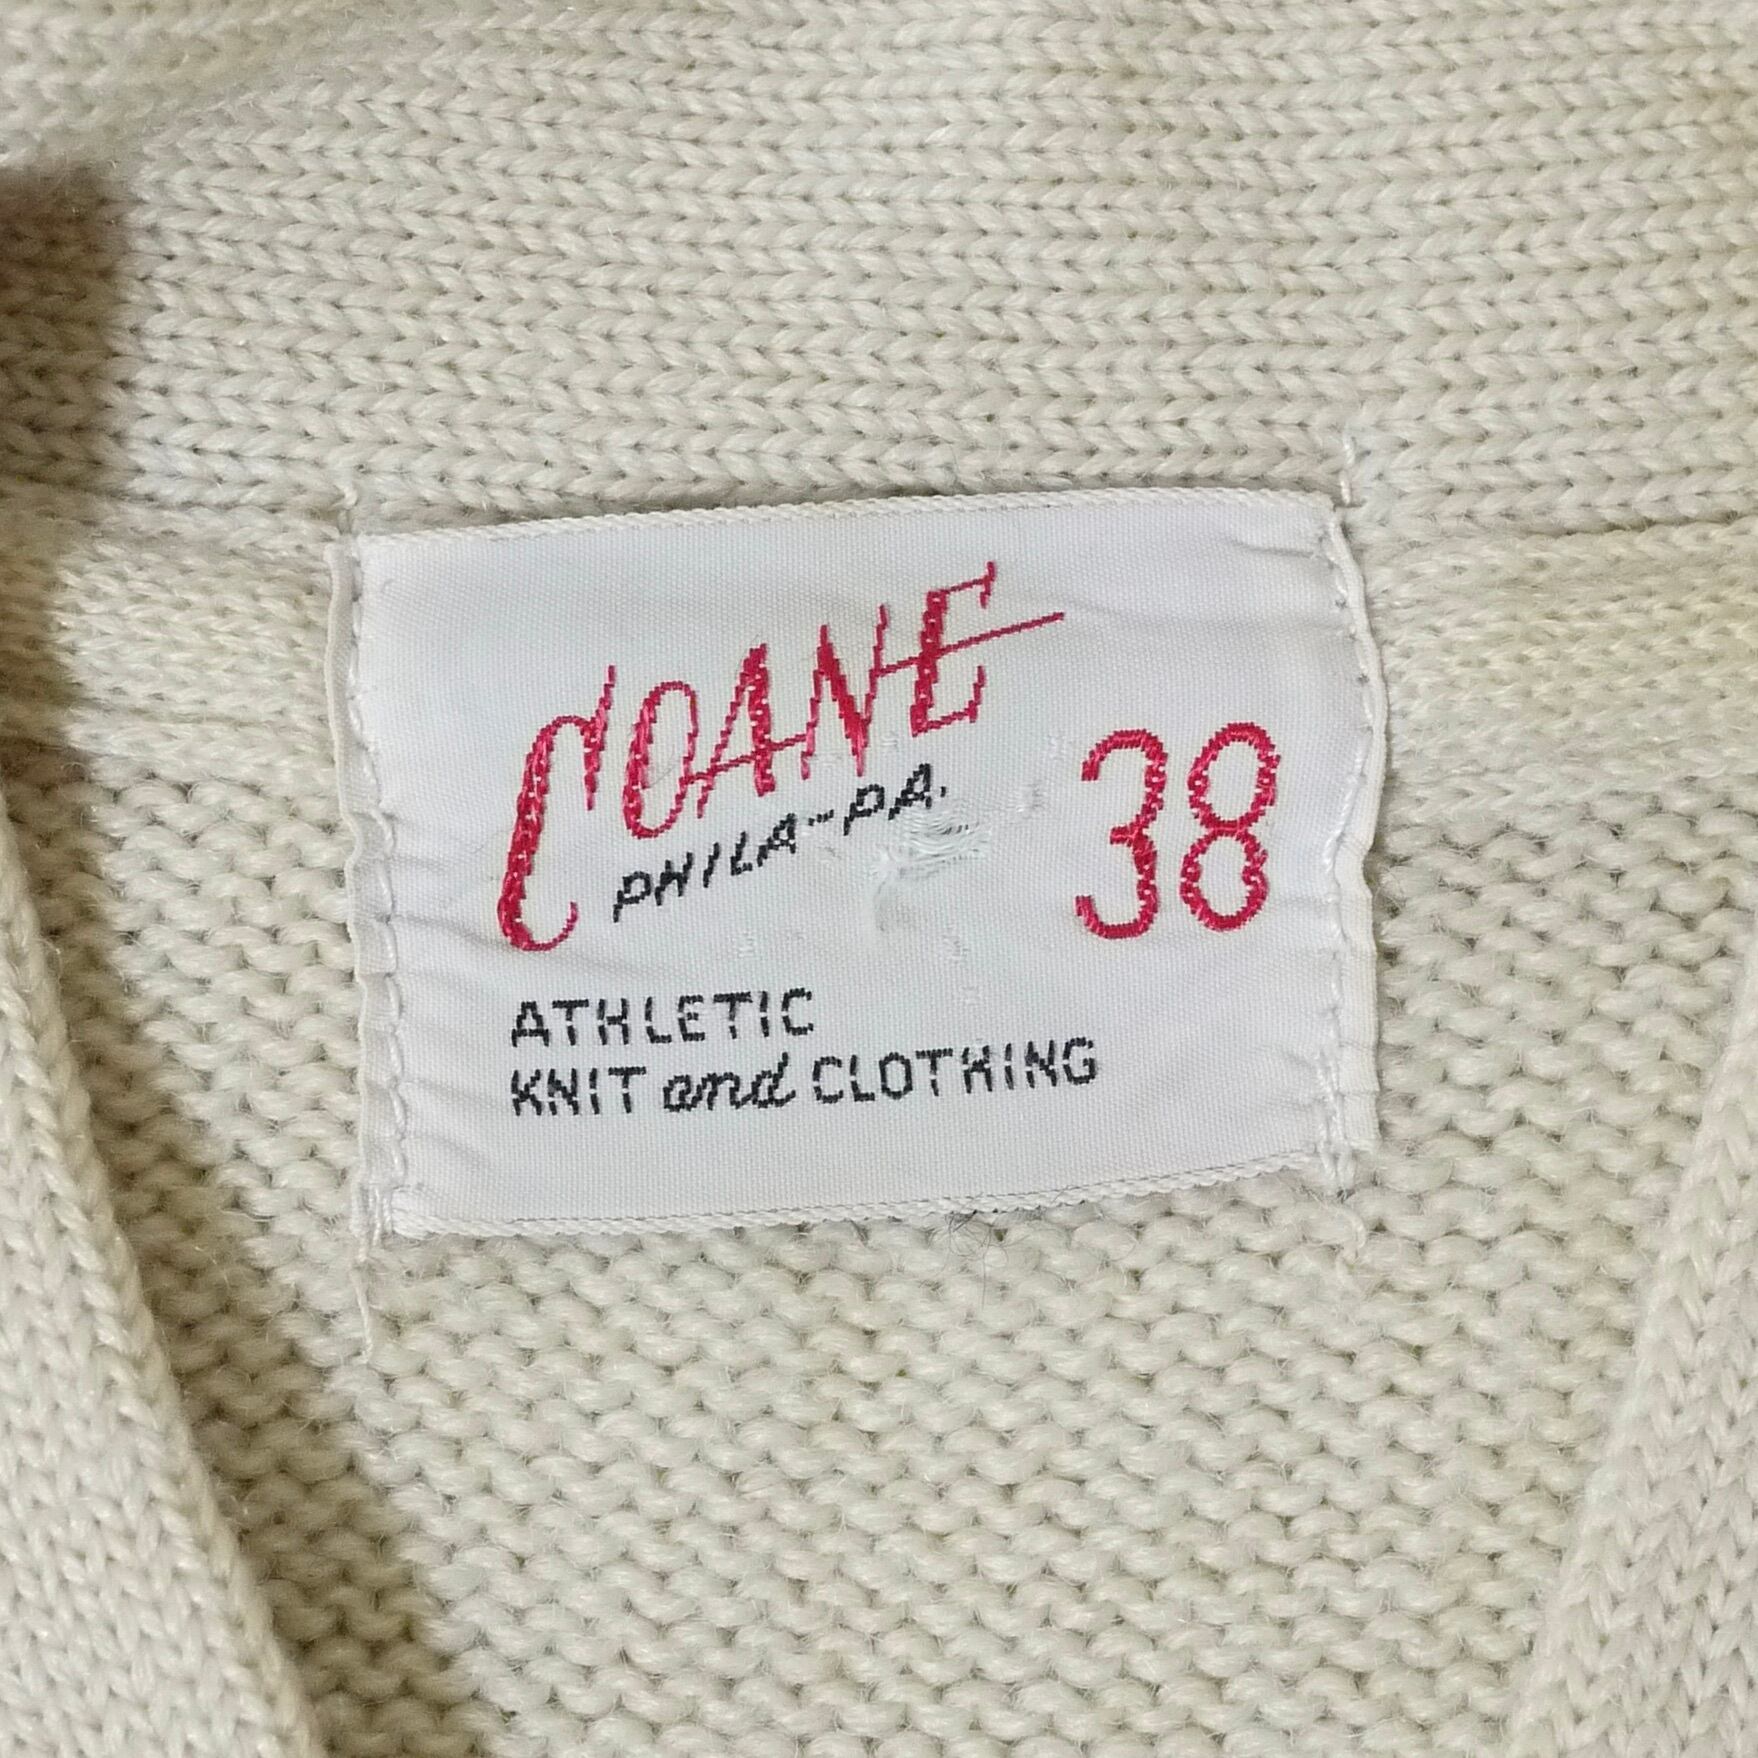 COANE
PHILA-PA.
38
ATHLETIC
KNIT and CLOTHING